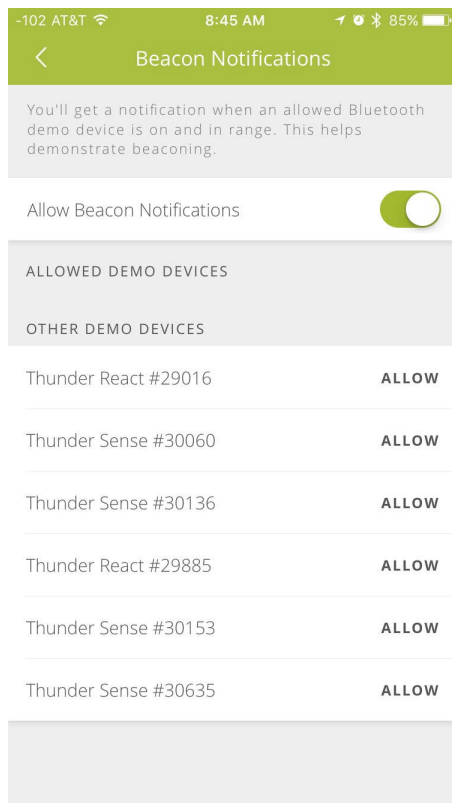 -102 AT&T 8:45 AM 85%
Beacon Notifications
You'll get a notification when an allowed Bluetooth
demo device is on and in range. This helps
demonstrate beaconing.
Allow Beacon Notifications
ALLOWED DEMO DEVICES
OTHER DEMO DEVICES
Thunder React #29016 ALLOW
Thunder Sense #30060 ALLOW
Thunder Sense #30136 ALLOW
Thunder React #29885 ALLOW
Thunder Sense #30153 ALLOW
Thunder Sense #30635 ALLOW